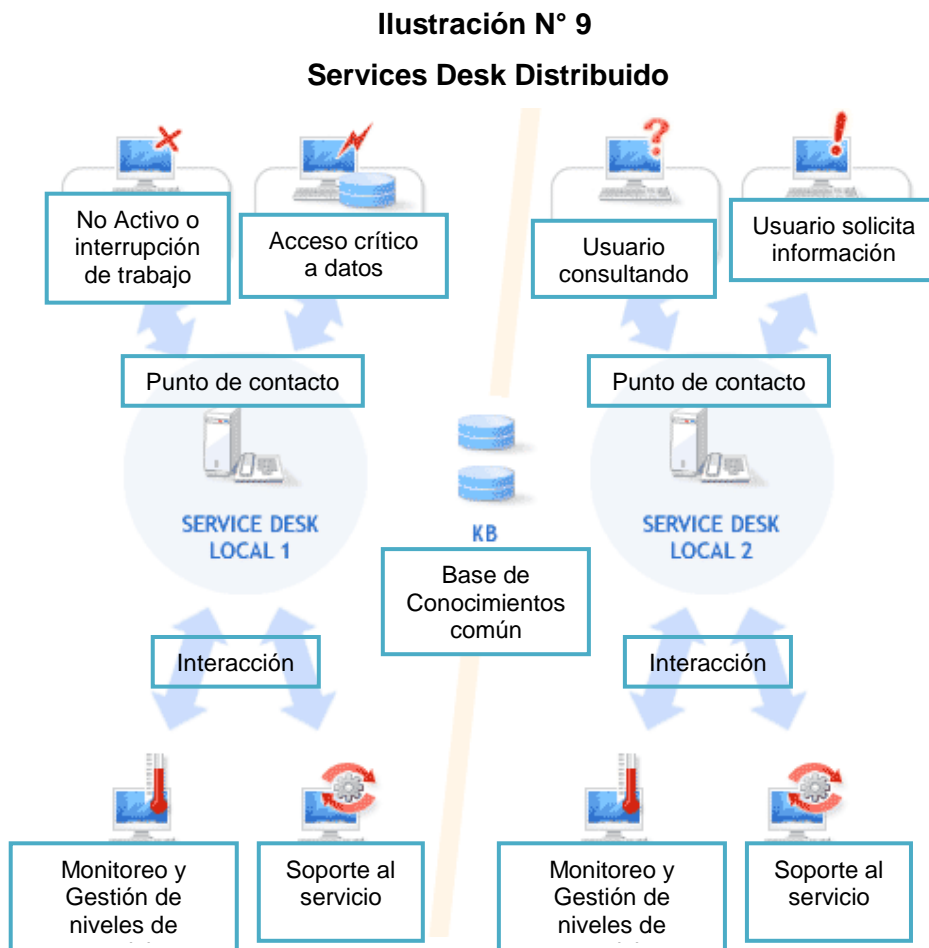 Ilustración N° 9
Services Desk Distribuido
No Activo o
interrupción
de trabajo
Acceso crítico
a datos
Usuario
consultando
Usuario solicita
información
Punto de contacto
Punto de contacto
SERVICE DESK
LOCAL 1
KB
SERVICE DESK
LOCAL 2
Base de
Conocimientos
común
Interacción
Interacción
Monitoreo y
Gestión de
niveles de
Soporte al
servicio
Monitoreo y
Gestión de
niveles de
Soporte al
servicio